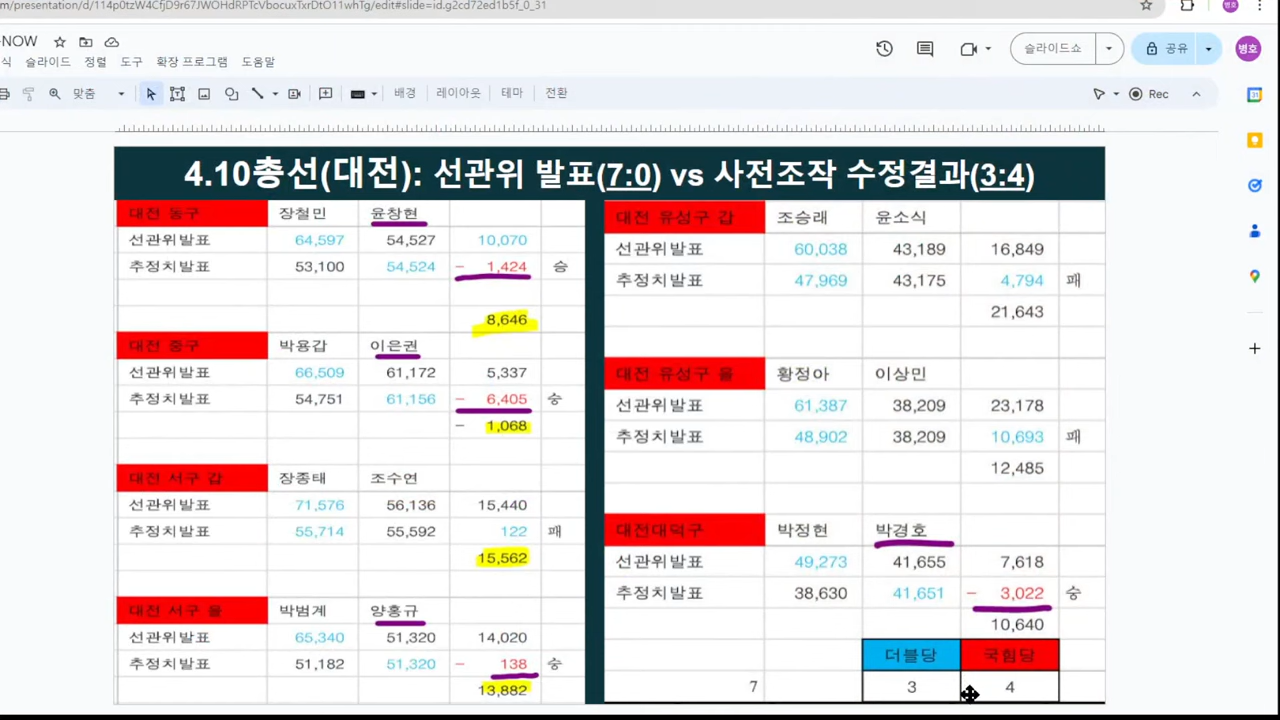 om/presentation/d/114p0tzW4CfjD9r67JWOHdRPTcVbocuxTxrDtO11whTg/edit#slide=id.g2cd72ed1b5f_0_31
-NOW
식 슬라이드 정렬 도구 확장 프로그램 도움말
슬라이드쇼
공유
병호
병호
맞춤
배경 레이아웃 테마 전환
Rec
31
4.10총선(대전): 선관위 발표(7:0) vs 사전조작 수정결과(3:4)
대전 동구 장철민 윤창현
선관위발표 64,597 54,527 10,070
추정치발표 53,100 54,524 - 1,424 승
8,646
대전 중구 박용갑 이은권
선관위발표 66,509 61,172 5,337
추정치발표 54,751 61,156 - 6,405 승
- 1,068
대전 서구 갑 장종태 조수연
선관위발표 71,576 56,136 15,440
추정치발표 55,714 55,592 122 패
15,562
대전 서구 을 박범계 양홍규
선관위발표 65,340 51,320 14,020
추정치발표 51,182 51,320 - 138 승
13,882
대전 유성구 갑 조승래 윤소식
선관위발표 60,038 43,189 16,849
추정치발표 47,969 43,175 4,794 패
21,643
대전 유성구 을 황정아 이상민
선관위발표 61,387 38,209 23,178
추정치발표 48,902 38,209 10,693 패
12,485
대전대덕구 박정현 박경호
선관위발표 49,273 41,655 7,618
추정치발표 38,630 41,651 - 3,022 승
10,640
더불당 국힘당
7 3 4